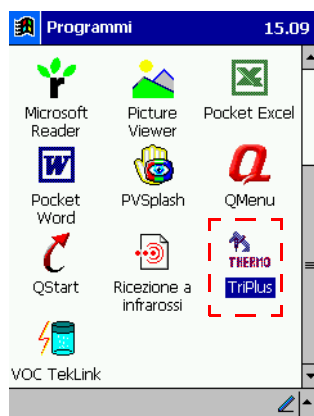 Programmi 15.09
Microsoft Reader
Picture Viewer
Pocket Excel
W
Pocket Word
PVSplash
Q
QMenu
QStart
Ricezione a infrarossi
THERMO
TriPlus
VOC TekLink